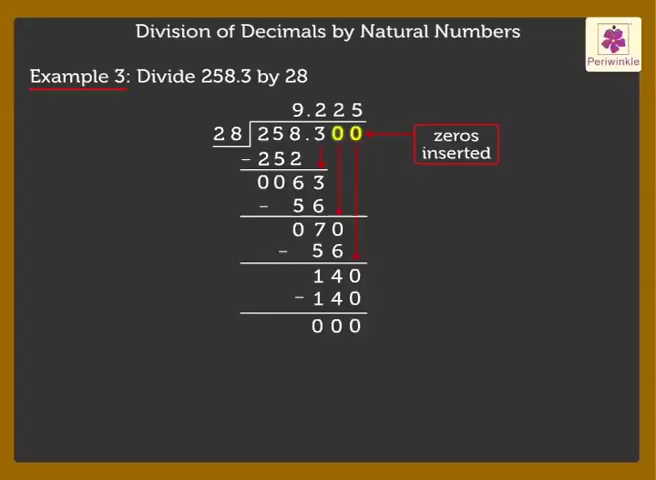 Division of Decimals by Natural Numbers
Periwinkle
Example 3: Divide 258.3 by 28
9.225
28 258.300
zeros
inserted
- 252
0063
- 56
070
- 56
140
- 140
000